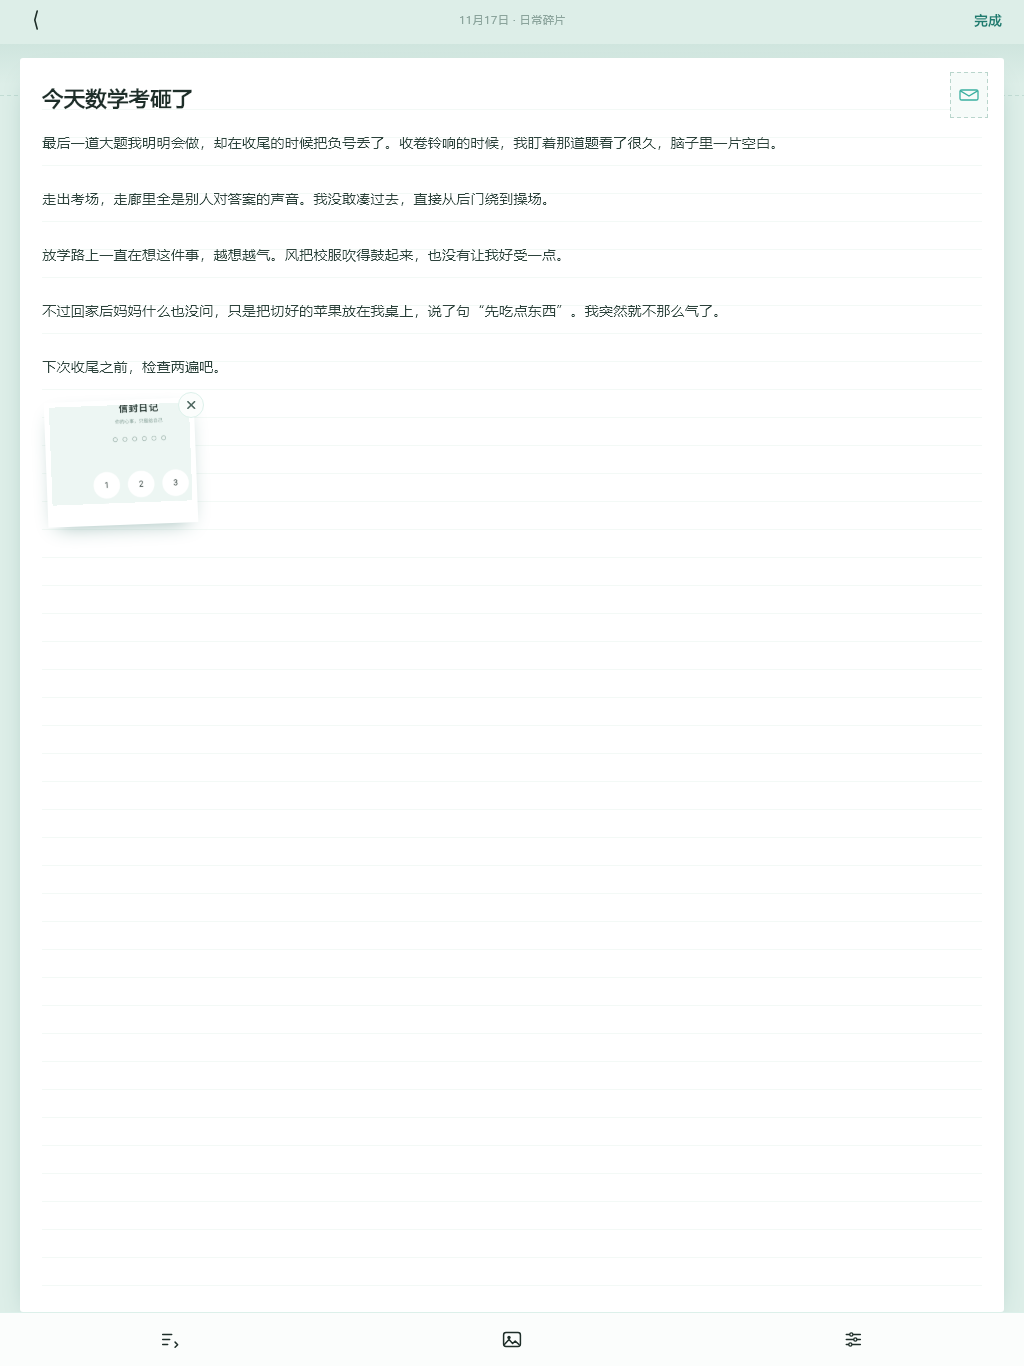 11月17日 · 日常碎片
完成
今天数学考砸了
最后一道大题我明明会做，却在收尾的时候把负号丢了。收卷铃响的时候，我盯着那道题看了很久，脑子里一片空白。
走出考场，走廊里全是别人对答案的声音。我没敢凑过去，直接从后门绕到操场。
放学路上一直在想这件事，越想越气。风把校服吹得鼓起来，也没有让我好受一点。
不过回家后妈妈什么也没问，只是把切好的苹果放在我桌上，说了句“先吃点东西”。我突然就不那么气了。
下次收尾之前，检查两遍吧。
信封日记
1 2 3